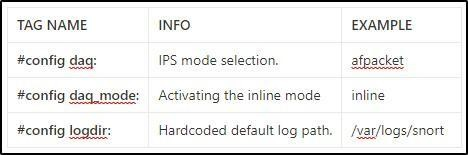 TAG NAME INFO EXAMPLE
#config daq: IPS mode selection. afpacket
#config daq_mode: Activating the inline mode inline
#config logdir: Hardcoded default log path. /var/logs/snort